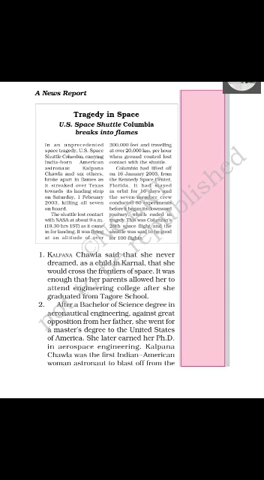 A News Report
Tragedy in Space
U.S. Space Shuttle Columbia
breaks into flames
In an unprecedented
space tragedy, U.S. Space
Shuttle Columbia, carrying
India-born American
astronaut Kalpana
Chawla and six others,
broke apart in flames as
it streaked over Texas
towards its landing strip
on Saturday, 1 February
2003, killing all seven
on board.
The shuttle lost contact
with NASA at about 9 a.m.
(19.30 hrs IST) as it came
in for landing. It was flying
at an altitude of over
200,000 feet and travelling
at over 20,000 km. per hour
when ground control lost
contact with the shuttle.
Columbia had lifted off
on 16 January 2003, from
the Kennedy Space Center,
Florida. It had stayed
in orbit for 16 days and
the seven-member crew
conducted 80 experiments
before it began its downward
journey, which ended in
tragedy. This was Columbia's
28th space flight and the
shuttle was said to be good
for 100 flights.
1. KALPANA Chawla said that she never
dreamed, as a child in Karnal, that she
would cross the frontiers of space. It was
enough that her parents allowed her to
attend engineering college after she
graduated from Tagore School.
2. After a Bachelor of Science degree in
aeronautical engineering, against great
opposition from her father, she went for
a master's degree to the United States
of America. She later earned her Ph.D.
in aerospace engineering. Kalpana
Chawla was the first Indian-American
woman astronaut to blast off from the